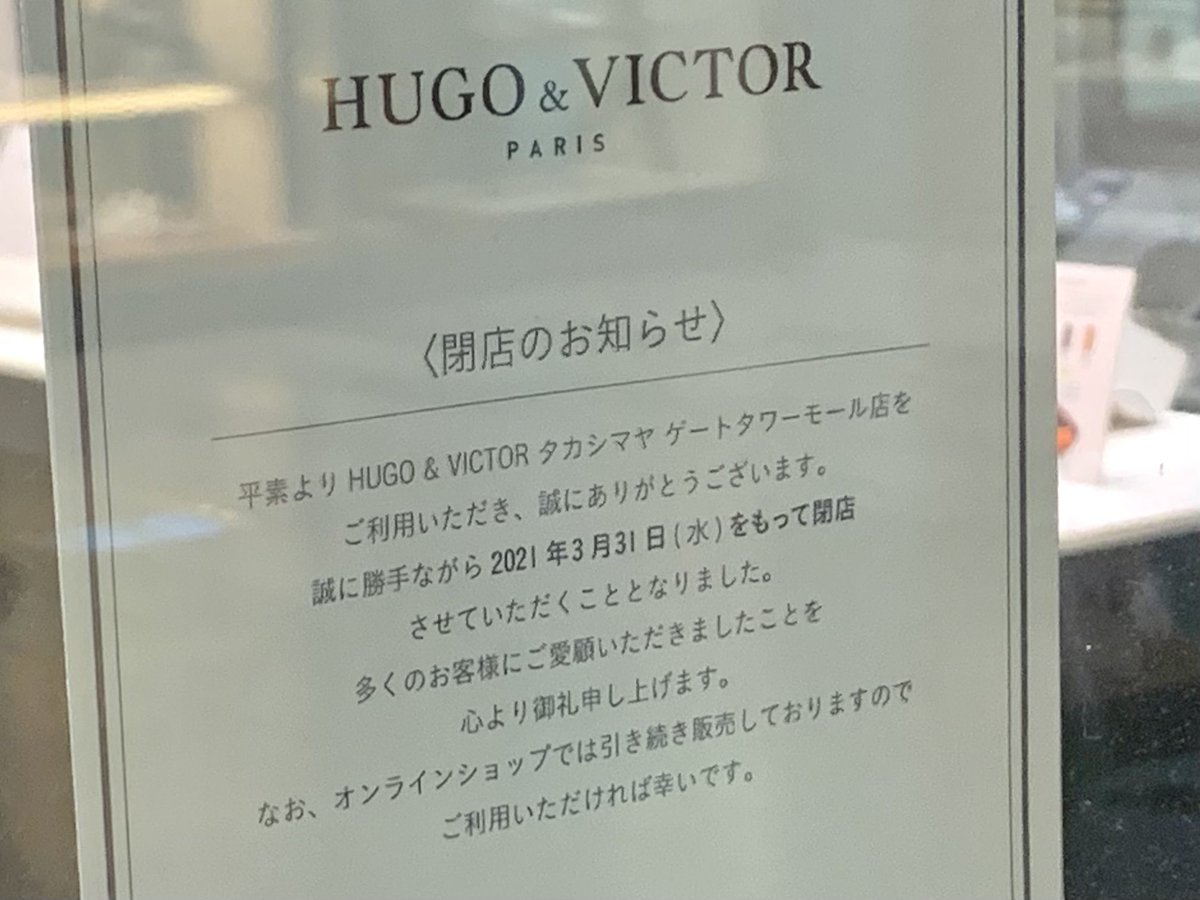 HUGO & VICTOR
PARIS
〈閉店のお知らせ〉
平素より HUGO & VICTOR タカシマヤ ゲートタワーモール店を
ご利用いただき、誠にありがとうございます。
誠に勝手ながら 2021 年3月31日(水)をもって閉店
させていただくこととなりました。
多くのお客様にご愛顧いただきましたことを
心より御礼申し上げます。
なお、オンラインショップでは引き続き販売しておりますので
ご利用いただければ幸いです。